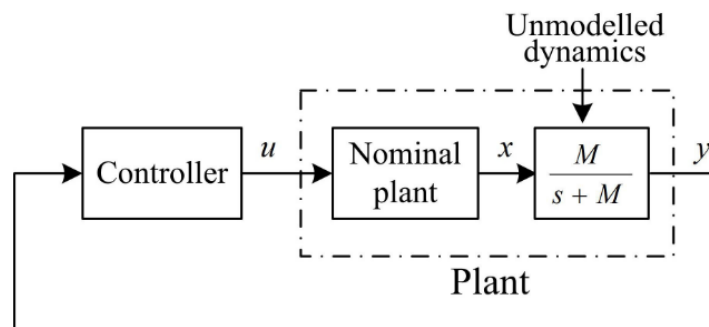 Unmodelled
dynamics
Controller
u
Nominal
plant
x
M
s + M
y
Plant